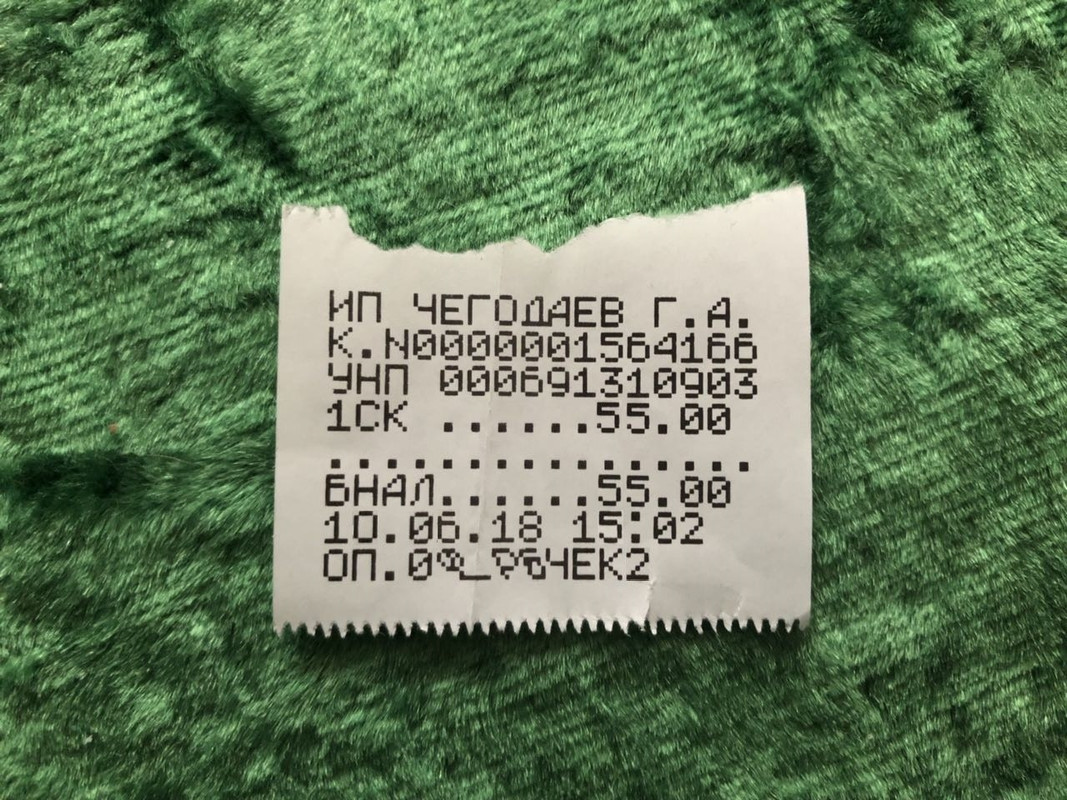 ИП ЧЕГОДАЕВ Г.А.
К.N0000001564166
УНП 000691310903
1СК ......55.00
................
БНАЛ......55.00
10.06.18 15:02
ОП.0 ЧЕК2